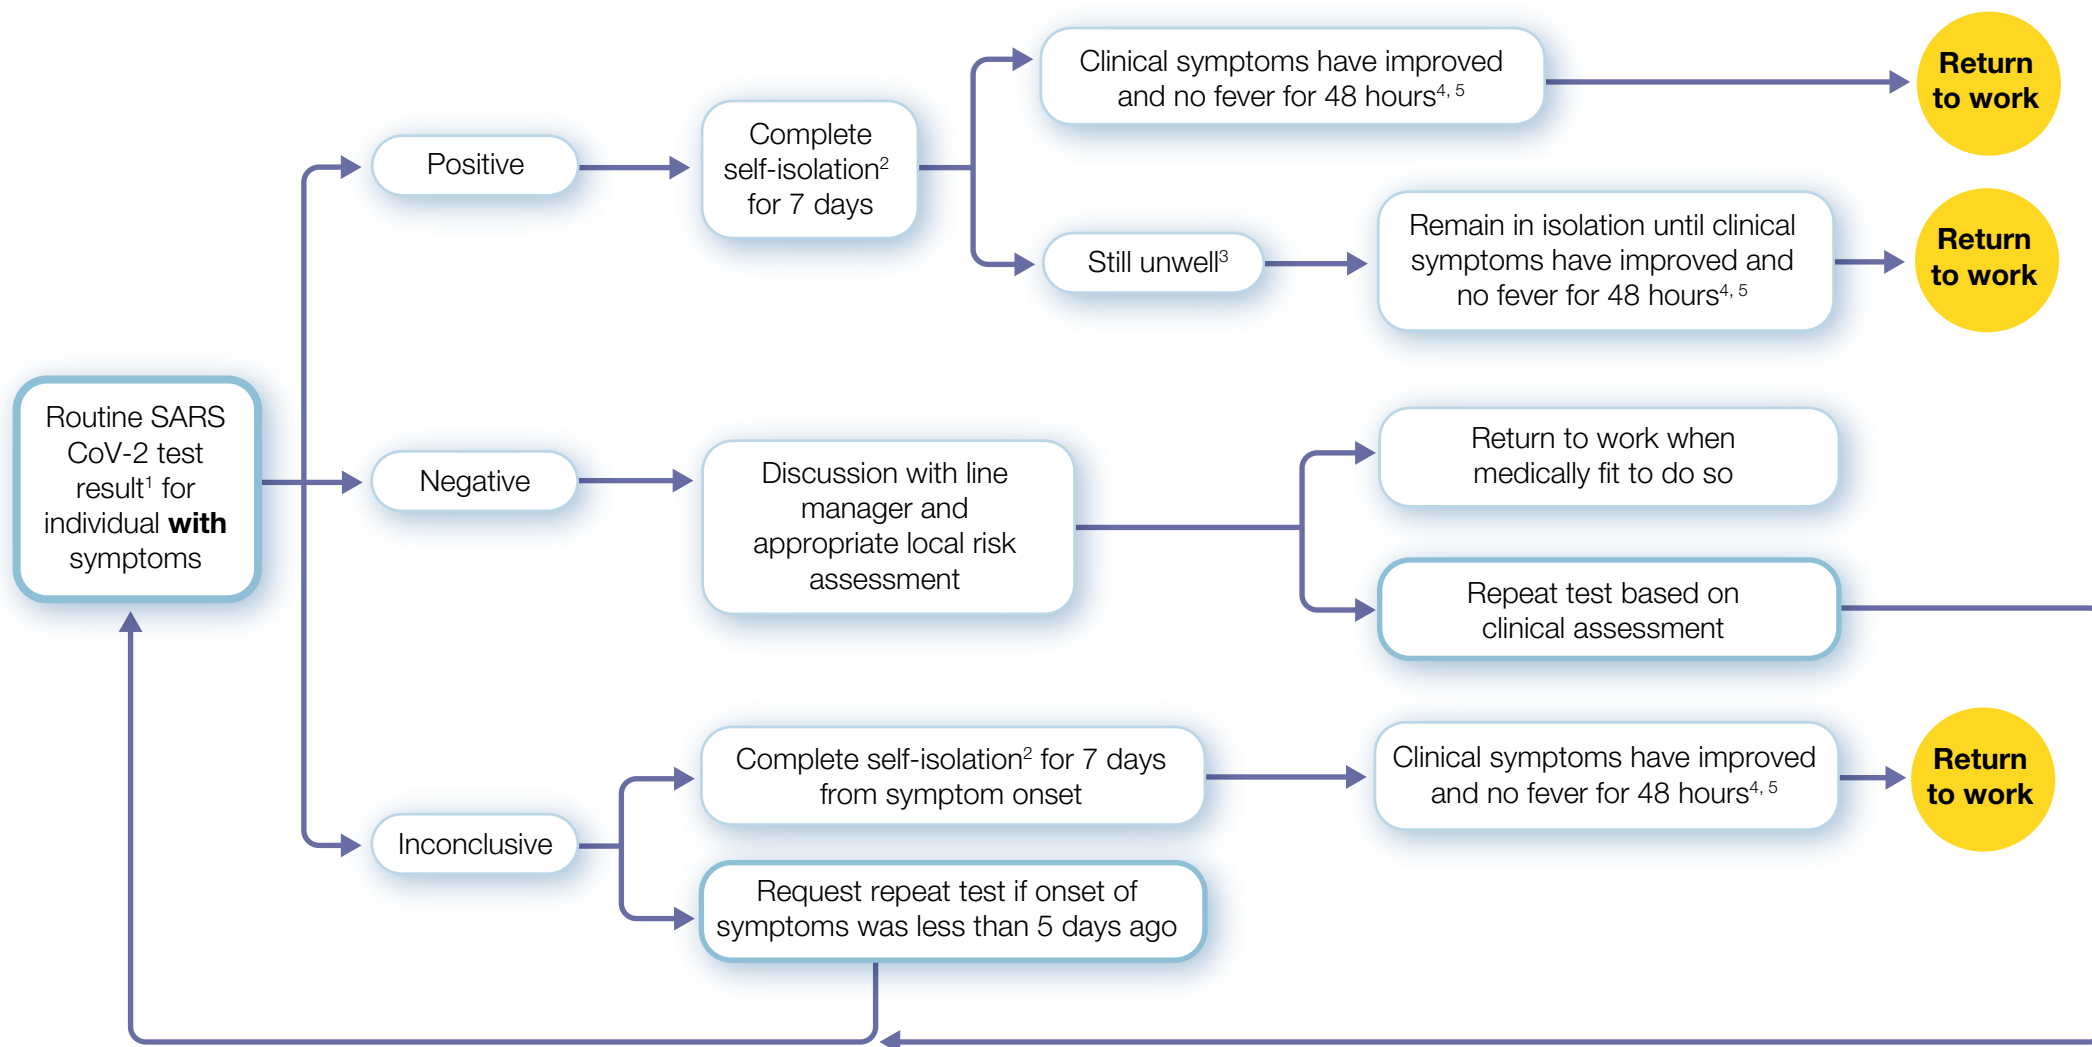 Routine SARS
CoV-2 test
result1 for
individual with
symptoms
Positive
Complete
self-isolation2
for 7 days
Clinical symptoms have improved
and no fever for 48 hours4, 5
Return
to work
Still unwell3
Remain in isolation until clinical
symptoms have improved and
no fever for 48 hours4, 5
Return
to work
Negative
Discussion with line
manager and
appropriate local risk
assessment
Return to work when
medically fit to do so
Repeat test based on
clinical assessment
Inconclusive
Complete self-isolation2 for 7 days
from symptom onset
Clinical symptoms have improved
and no fever for 48 hours4, 5
Return
to work
Request repeat test if onset of
symptoms was less than 5 days ago